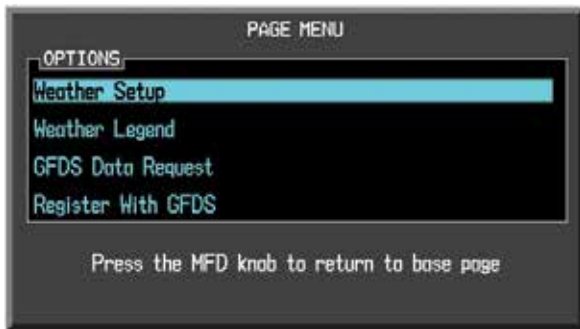 PAGE MENU
OPTIONS
Weather Setup
Weather Legend
GFDS Data Request
Register With GFDS
Press the MFD knob to return to base page